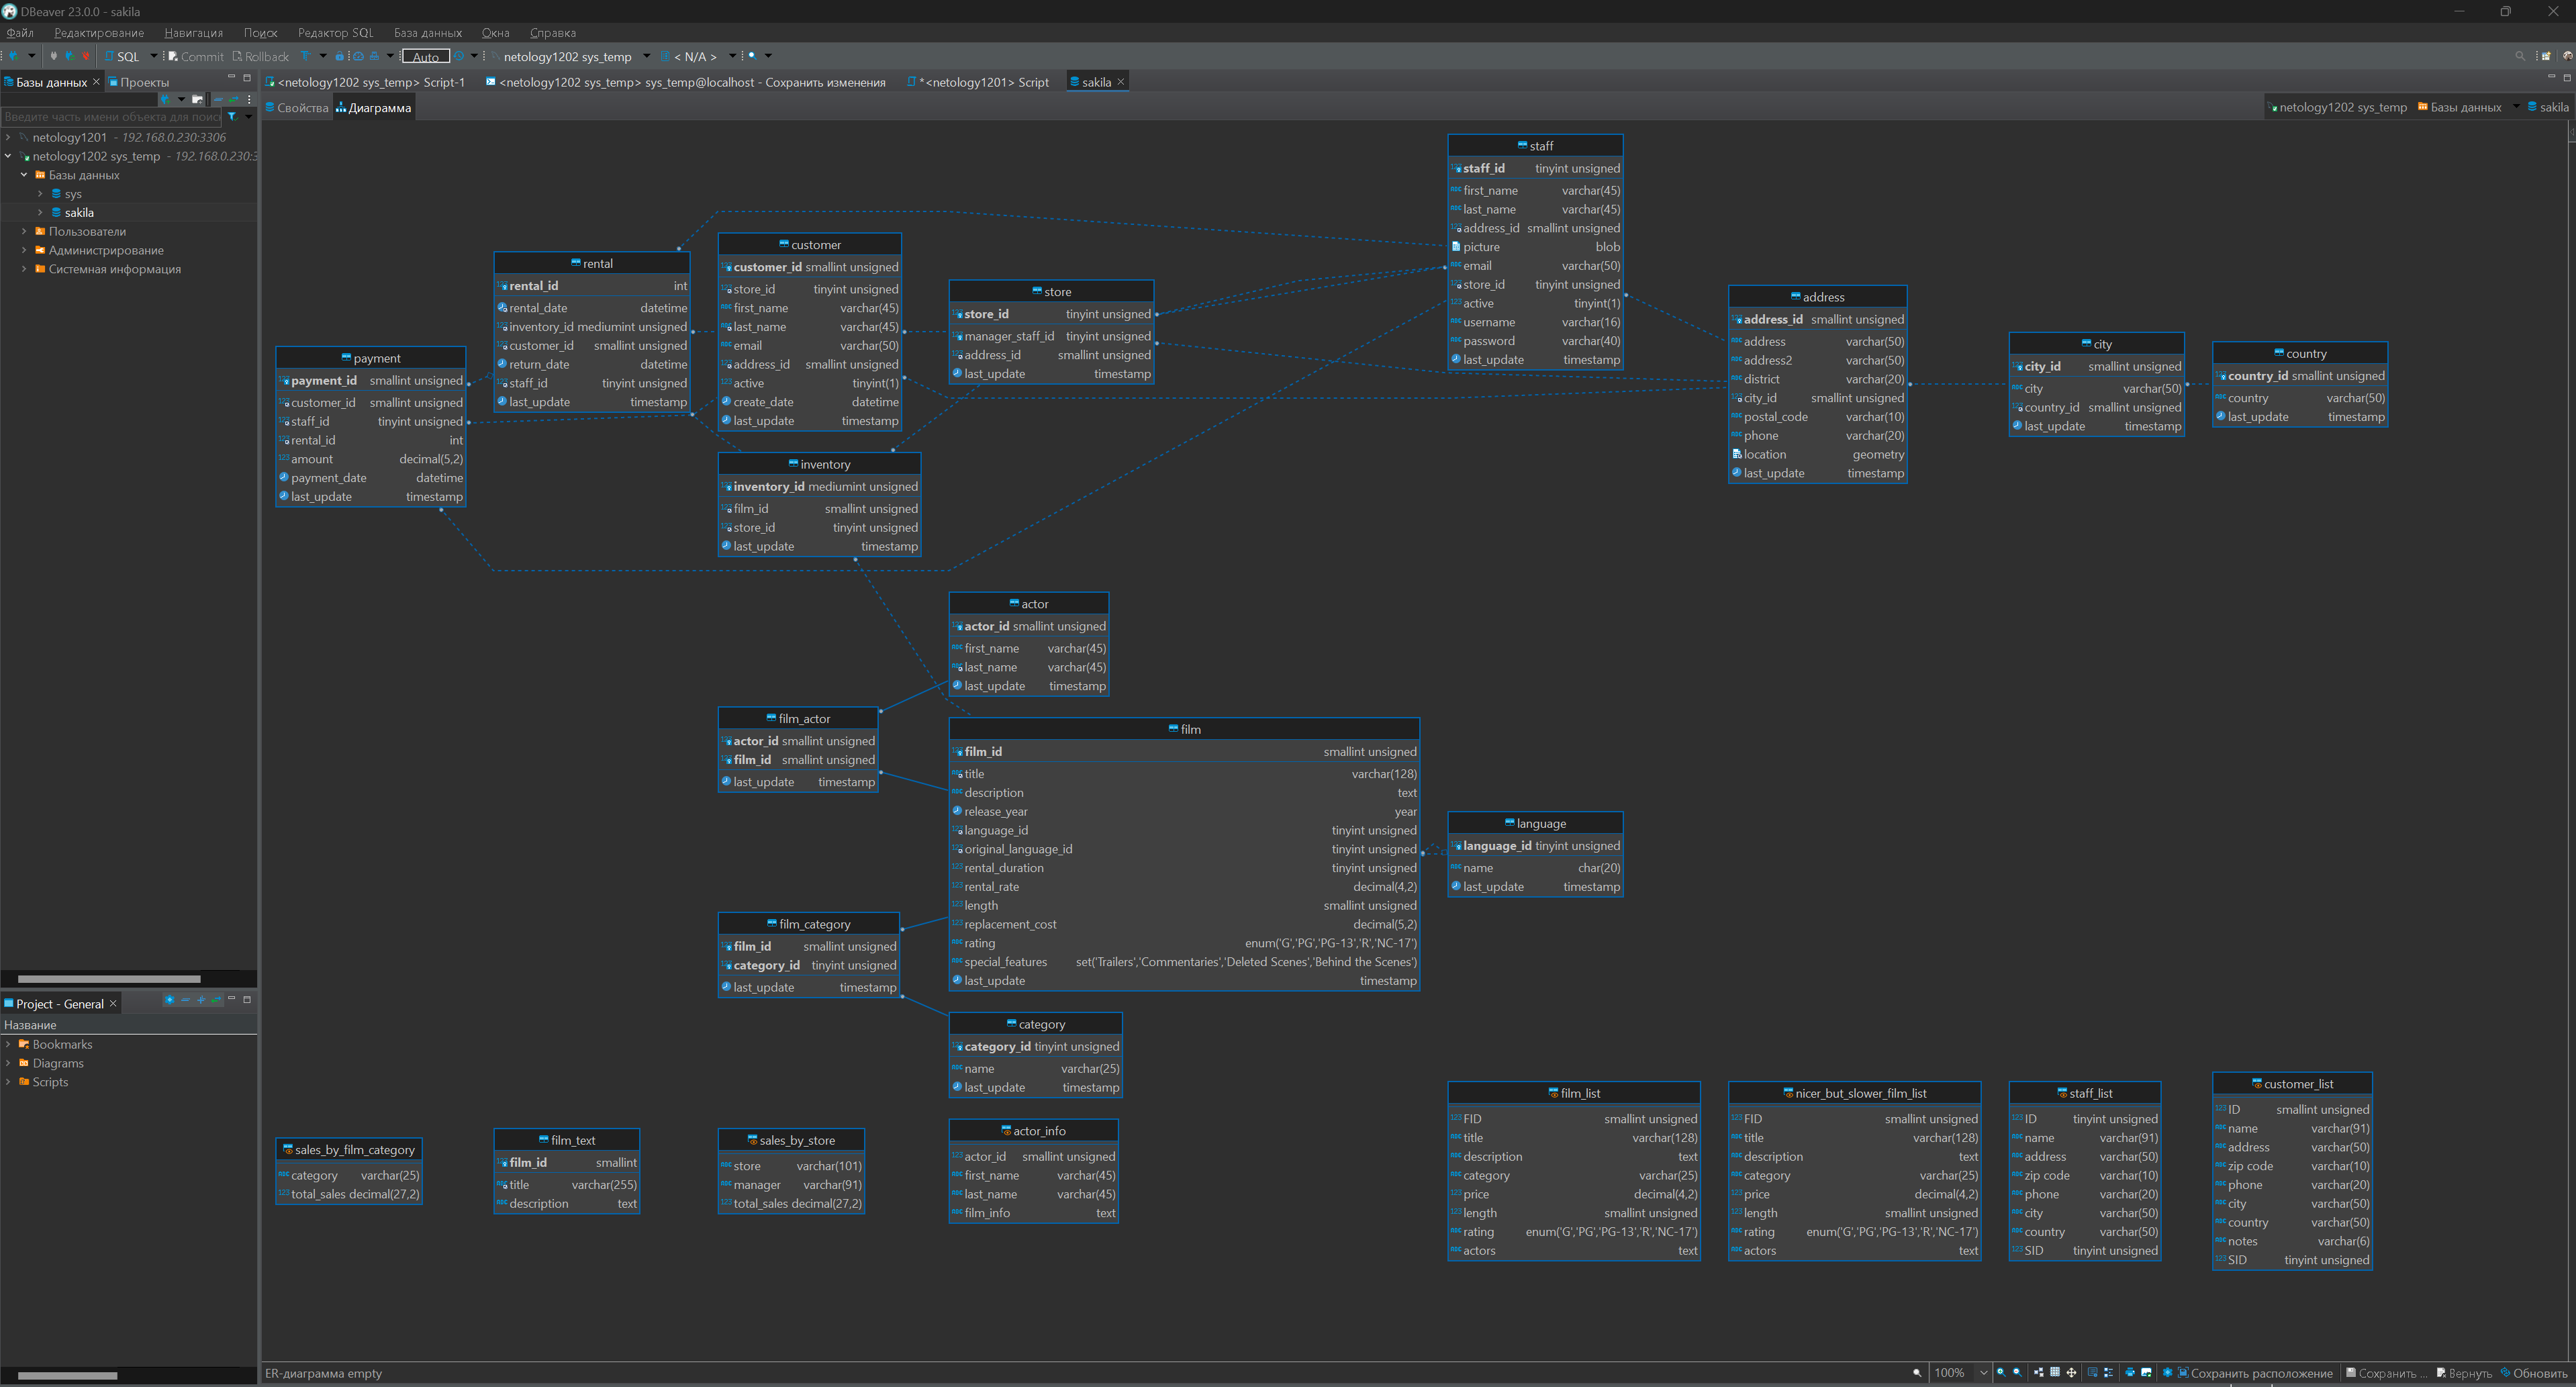 DBeaver 23.0.0 - sakila
Файл Редактирование Навигация Поиск Редактор SQL База данных Окна Справка
SQL Commit Rollback Auto netology1202 sys_temp < N/A >
Базы данных Проекты
<netology1202 sys_temp> Script-1 <netology1202 sys_temp> sys_temp@localhost - Сохранить изменения *<netology1201> Script sakila
Свойства Диаграмма
netology1202 sys_temp Базы данных sakila
Введите часть имени объекта для поис
netology1201 - 192.168.0.230:3306
netology1202 sys_temp - 192.168.0.230:3
Базы данных
sys
sakila
Пользователи
Администрирование
Системная информация
Project - General
Название
Bookmarks
Diagrams
Scripts
payment
payment_id smallint unsigned
customer_id smallint unsigned
staff_id tinyint unsigned
rental_id int
amount decimal(5,2)
payment_date datetime
last_update timestamp
rental
rental_id int
rental_date datetime
inventory_id mediumint unsigned
customer_id smallint unsigned
return_date datetime
staff_id tinyint unsigned
last_update timestamp
customer
customer_id smallint unsigned
store_id tinyint unsigned
first_name varchar(45)
last_name varchar(45)
email varchar(50)
address_id smallint unsigned
active tinyint(1)
create_date datetime
last_update timestamp
store
store_id tinyint unsigned
manager_staff_id tinyint unsigned
address_id smallint unsigned
last_update timestamp
staff
staff_id tinyint unsigned
first_name varchar(45)
last_name varchar(45)
address_id smallint unsigned
picture blob
email varchar(50)
store_id tinyint unsigned
active tinyint(1)
username varchar(16)
password varchar(40)
last_update timestamp
address
address_id smallint unsigned
address varchar(50)
address2 varchar(50)
district varchar(20)
city_id smallint unsigned
postal_code varchar(10)
phone varchar(20)
location geometry
last_update timestamp
city
city_id smallint unsigned
city varchar(50)
country_id smallint unsigned
last_update timestamp
country
country_id smallint unsigned
country varchar(50)
last_update timestamp
inventory
inventory_id mediumint unsigned
film_id smallint unsigned
store_id tinyint unsigned
last_update timestamp
actor
actor_id smallint unsigned
first_name varchar(45)
last_name varchar(45)
last_update timestamp
film_actor
actor_id smallint unsigned
film_id smallint unsigned
last_update timestamp
film
film_id smallint unsigned
title varchar(128)
description text
release_year year
language_id tinyint unsigned
original_language_id tinyint unsigned
rental_duration tinyint unsigned
rental_rate decimal(4,2)
length smallint unsigned
replacement_cost decimal(5,2)
rating enum('G','PG','PG-13','R','NC-17')
special_features set('Trailers','Commentaries','Deleted Scenes','Behind the Scenes')
last_update timestamp
language
language_id tinyint unsigned
name char(20)
last_update timestamp
film_category
film_id smallint unsigned
category_id tinyint unsigned
last_update timestamp
category
category_id tinyint unsigned
name varchar(25)
last_update timestamp
sales_by_film_category
category varchar(25)
total_sales decimal(27,2)
film_text
film_id smallint
title varchar(255)
description text
sales_by_store
store varchar(101)
manager varchar(91)
total_sales decimal(27,2)
actor_info
actor_id smallint unsigned
first_name varchar(45)
last_name varchar(45)
film_info text
film_list
FID smallint unsigned
title varchar(128)
description text
category varchar(25)
price decimal(4,2)
length smallint unsigned
rating enum('G','PG','PG-13','R','NC-17')
actors text
nicer_but_slower_film_list
FID smallint unsigned
title varchar(128)
description text
category varchar(25)
price decimal(4,2)
length smallint unsigned
rating enum('G','PG','PG-13','R','NC-17')
actors text
staff_list
ID tinyint unsigned
name varchar(91)
address varchar(50)
zip code varchar(10)
phone varchar(20)
city varchar(50)
country varchar(50)
SID tinyint unsigned
customer_list
ID smallint unsigned
name varchar(91)
address varchar(50)
zip code varchar(10)
phone varchar(20)
city varchar(50)
country varchar(50)
notes varchar(6)
SID tinyint unsigned
ER-диаграмма empty 100% Сохранить расположение Сохранить ... Вернуть Обновить